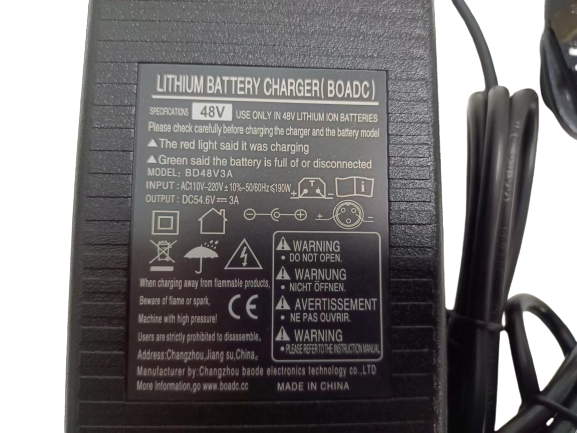 LITHIUM BATTERY CHARGER( BOADC )
SPECIFICATIONS 48V USE ONLY IN 48V LITHIUM ION BATTERIES
Please check carefully before charging the charger and the battery model
▲The red light said it was charging
▲Green said the battery is full of or disconnected
MODEL: BD48V3A
INPUT : AC110V~220V±10%~50/60Hz≤190W
OUTPUT : DC54.6V⎓3A
WARNING
• DO NOT OPEN.
WARNUNG
• NICHT ÖFFNEN.
AVERTISSEMENT
• NE PAS OUVRIR.
WARNING
• PLEASE REFER TO THE INSTRUCTION MANUAL
When charging away from flammable products,
Beware of flame or spark,
Machine with high pressure!
CE
Users are strictly prohibited to disassemble。
Address:Changzhou,Jiang su,China。
Manufacturer by:Changzhou baode electronics technology co.,LTD
More Information,go www.boadc.cc MADE IN CHINA